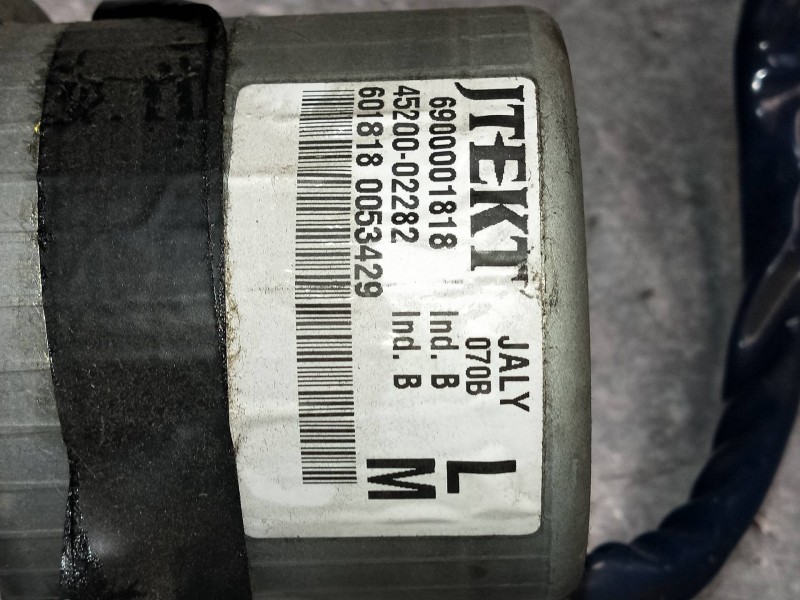 JTEKT
JALY
070B
L
M
6900001818 Ind. B
45200-02282 Ind. B
601818 0053429